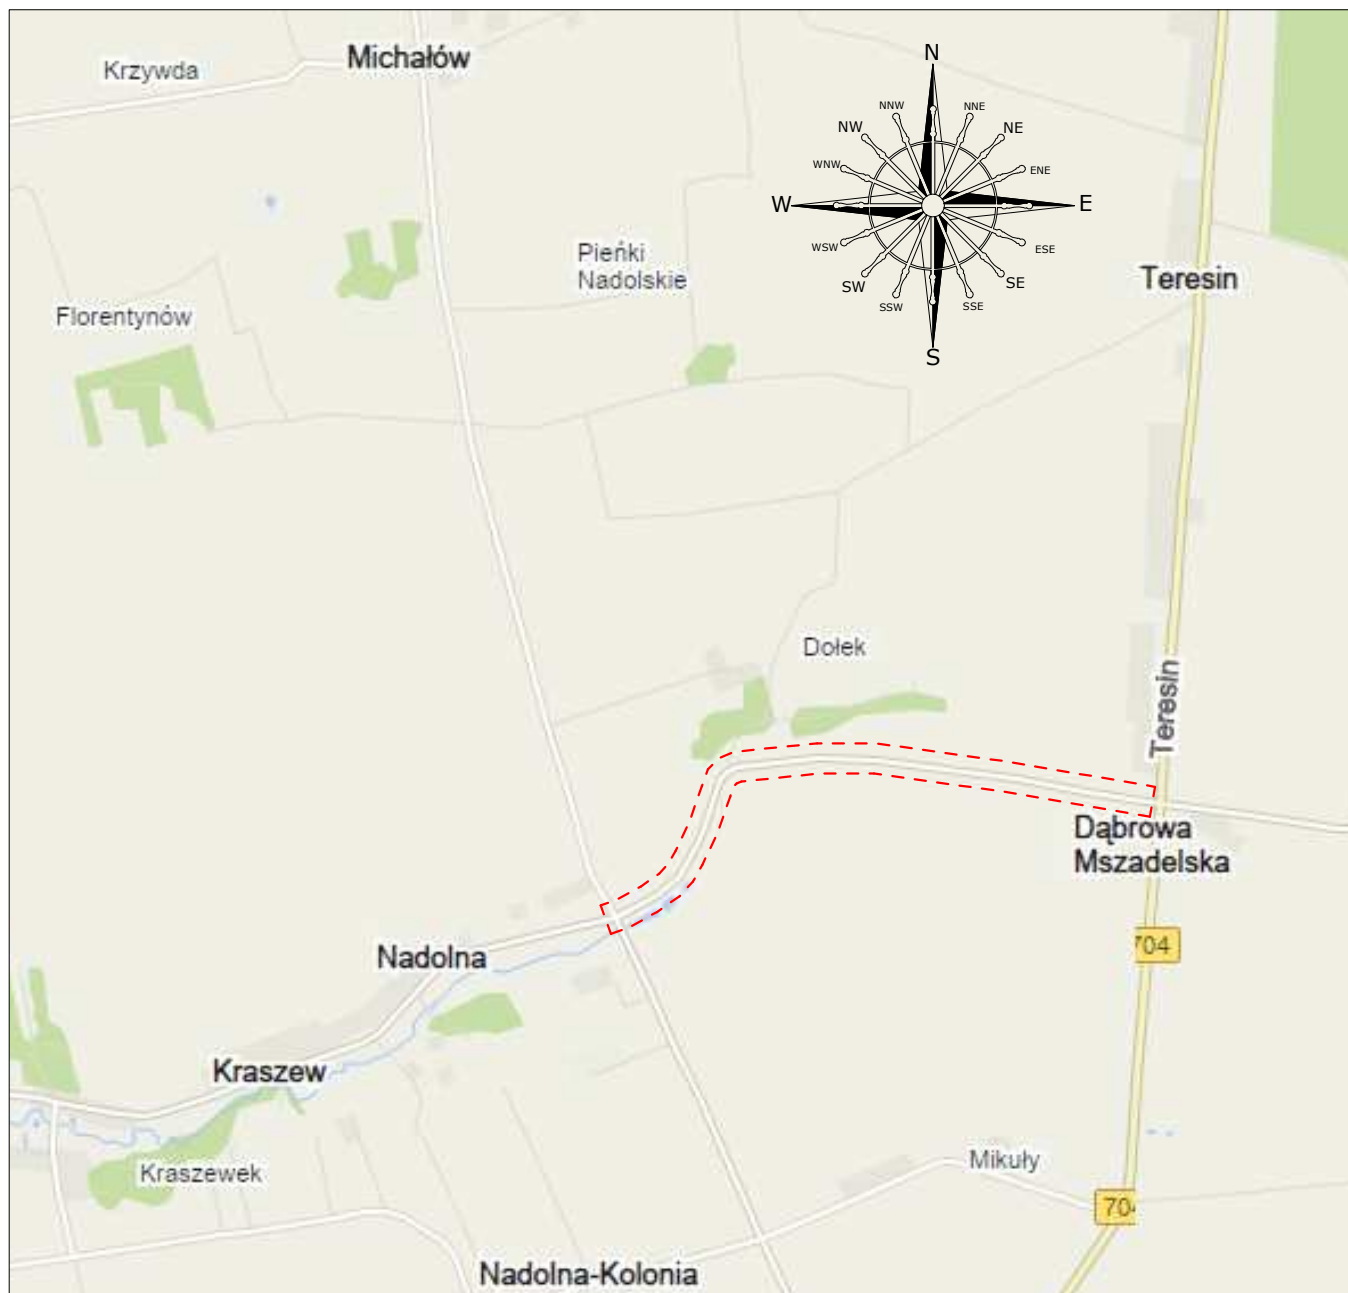 Krzywda
Michałów
N
NNW
NNE
NW
NE
WNW
ENE
W
E
WSW
ESE
SW
SE
SSW
SSE
S
Pieńki
Nadolskie
Teresin
Florentynów
Dołek
Teresin
Dąbrowa
Mszadelska
704
Nadolna
Kraszew
Kraszewek
Mikuły
704
Nadolna-Kolonia